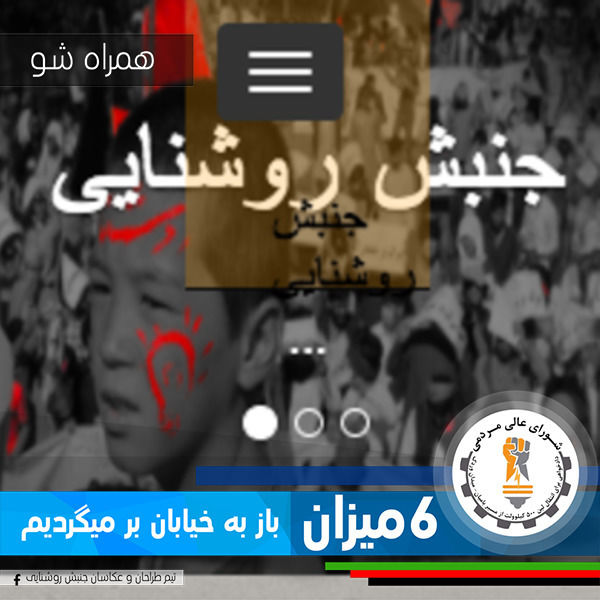 همراه شو
جنبش روشنایی
جنبش
روشنایی
...
شورای عالی مردمی
6 میزان
باز به خیابان بر میگردیم
تیم طراحان و عکاسان جنبش روشنایی